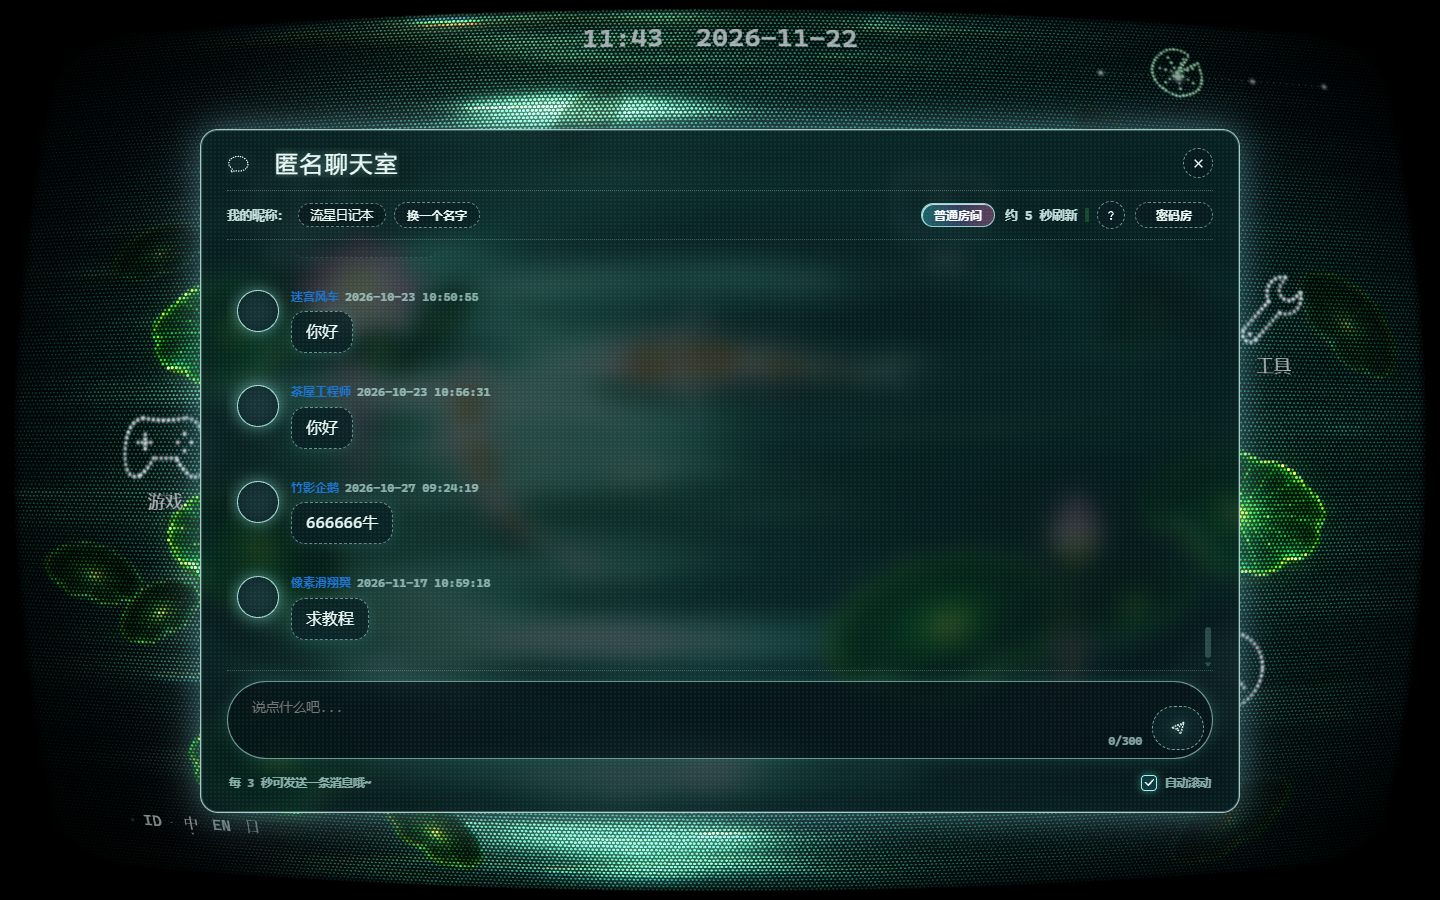 11:43 2026-11-22
匿名聊天室
我的昵称: 流星日记本 换一个名字 普通房间 约 5 秒刷新 ? 密码房
迷宫风车 2026-10-23 10:50:55
你好
茶屋工程师 2026-10-23 10:56:31
你好
竹影企鹅 2026-10-27 09:24:19
666666牛
像素滑翔翼 2026-11-17 10:59:18
求教程
游戏
工具
说点什么吧...
0/300
每 3 秒可发送一条消息哦~
自动滚动
ID 中 EN 日